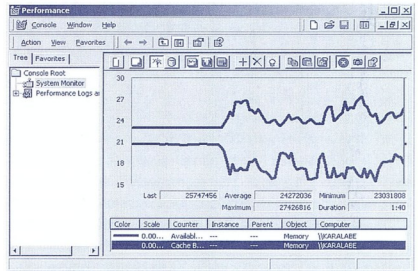 Performance
Console Window Help
Action View Favorites
Tree Favorites
Console Root
System Monitor
Performance Logs ar
30
27
24
21
18
15
Last 25747456 Average 24272036 Minimum 23031808
Maximum 27426816 Duration 1:40
Color Scale Counter Instance Parent Object Computer
0.00... Availabl... --- --- Memory \\KARALABE
0.00... Cache B... --- --- Memory \\KARALABE